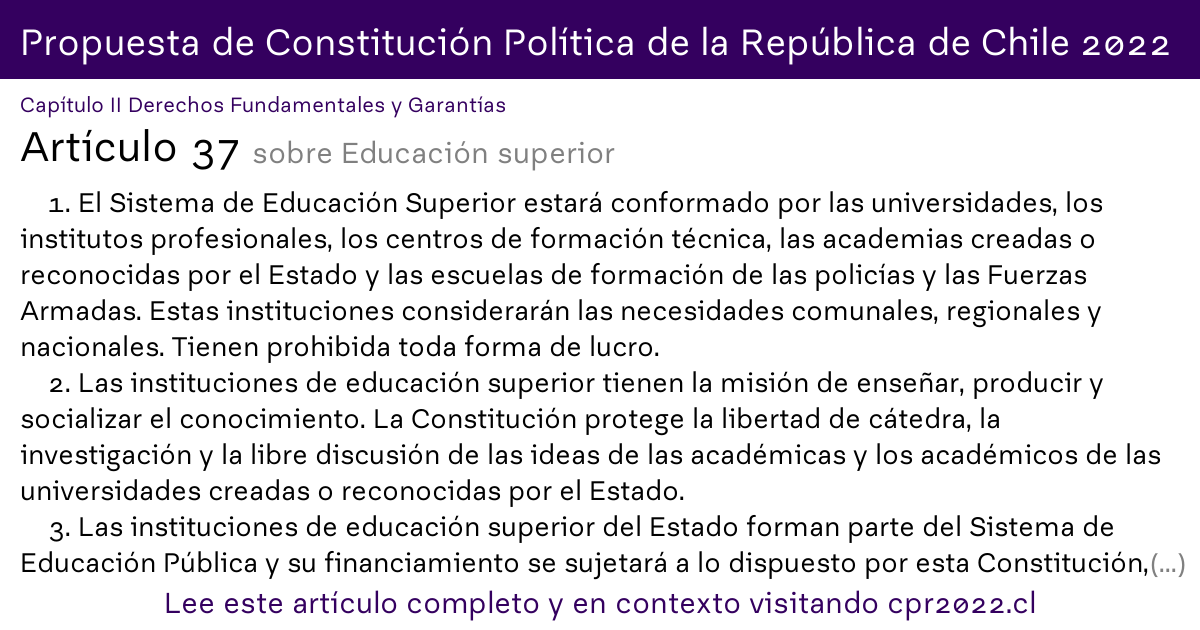 Propuesta de Constitución Política de la República de Chile 2022
Capítulo II Derechos Fundamentales y Garantías
Artículo 37 sobre Educación superior
1. El Sistema de Educación Superior estará conformado por las universidades, los
institutos profesionales, los centros de formación técnica, las academias creadas o
reconocidas por el Estado y las escuelas de formación de las policías y las Fuerzas
Armadas. Estas instituciones considerarán las necesidades comunales, regionales y
nacionales. Tienen prohibida toda forma de lucro.
2. Las instituciones de educación superior tienen la misión de enseñar, producir y
socializar el conocimiento. La Constitución protege la libertad de cátedra, la
investigación y la libre discusión de las ideas de las académicas y los académicos de las
universidades creadas o reconocidas por el Estado.
3. Las instituciones de educación superior del Estado forman parte del Sistema de
Educación Pública y su financiamiento se sujetará a lo dispuesto por esta Constitución,(...)
Lee este artículo completo y en contexto visitando cpr2022.cl